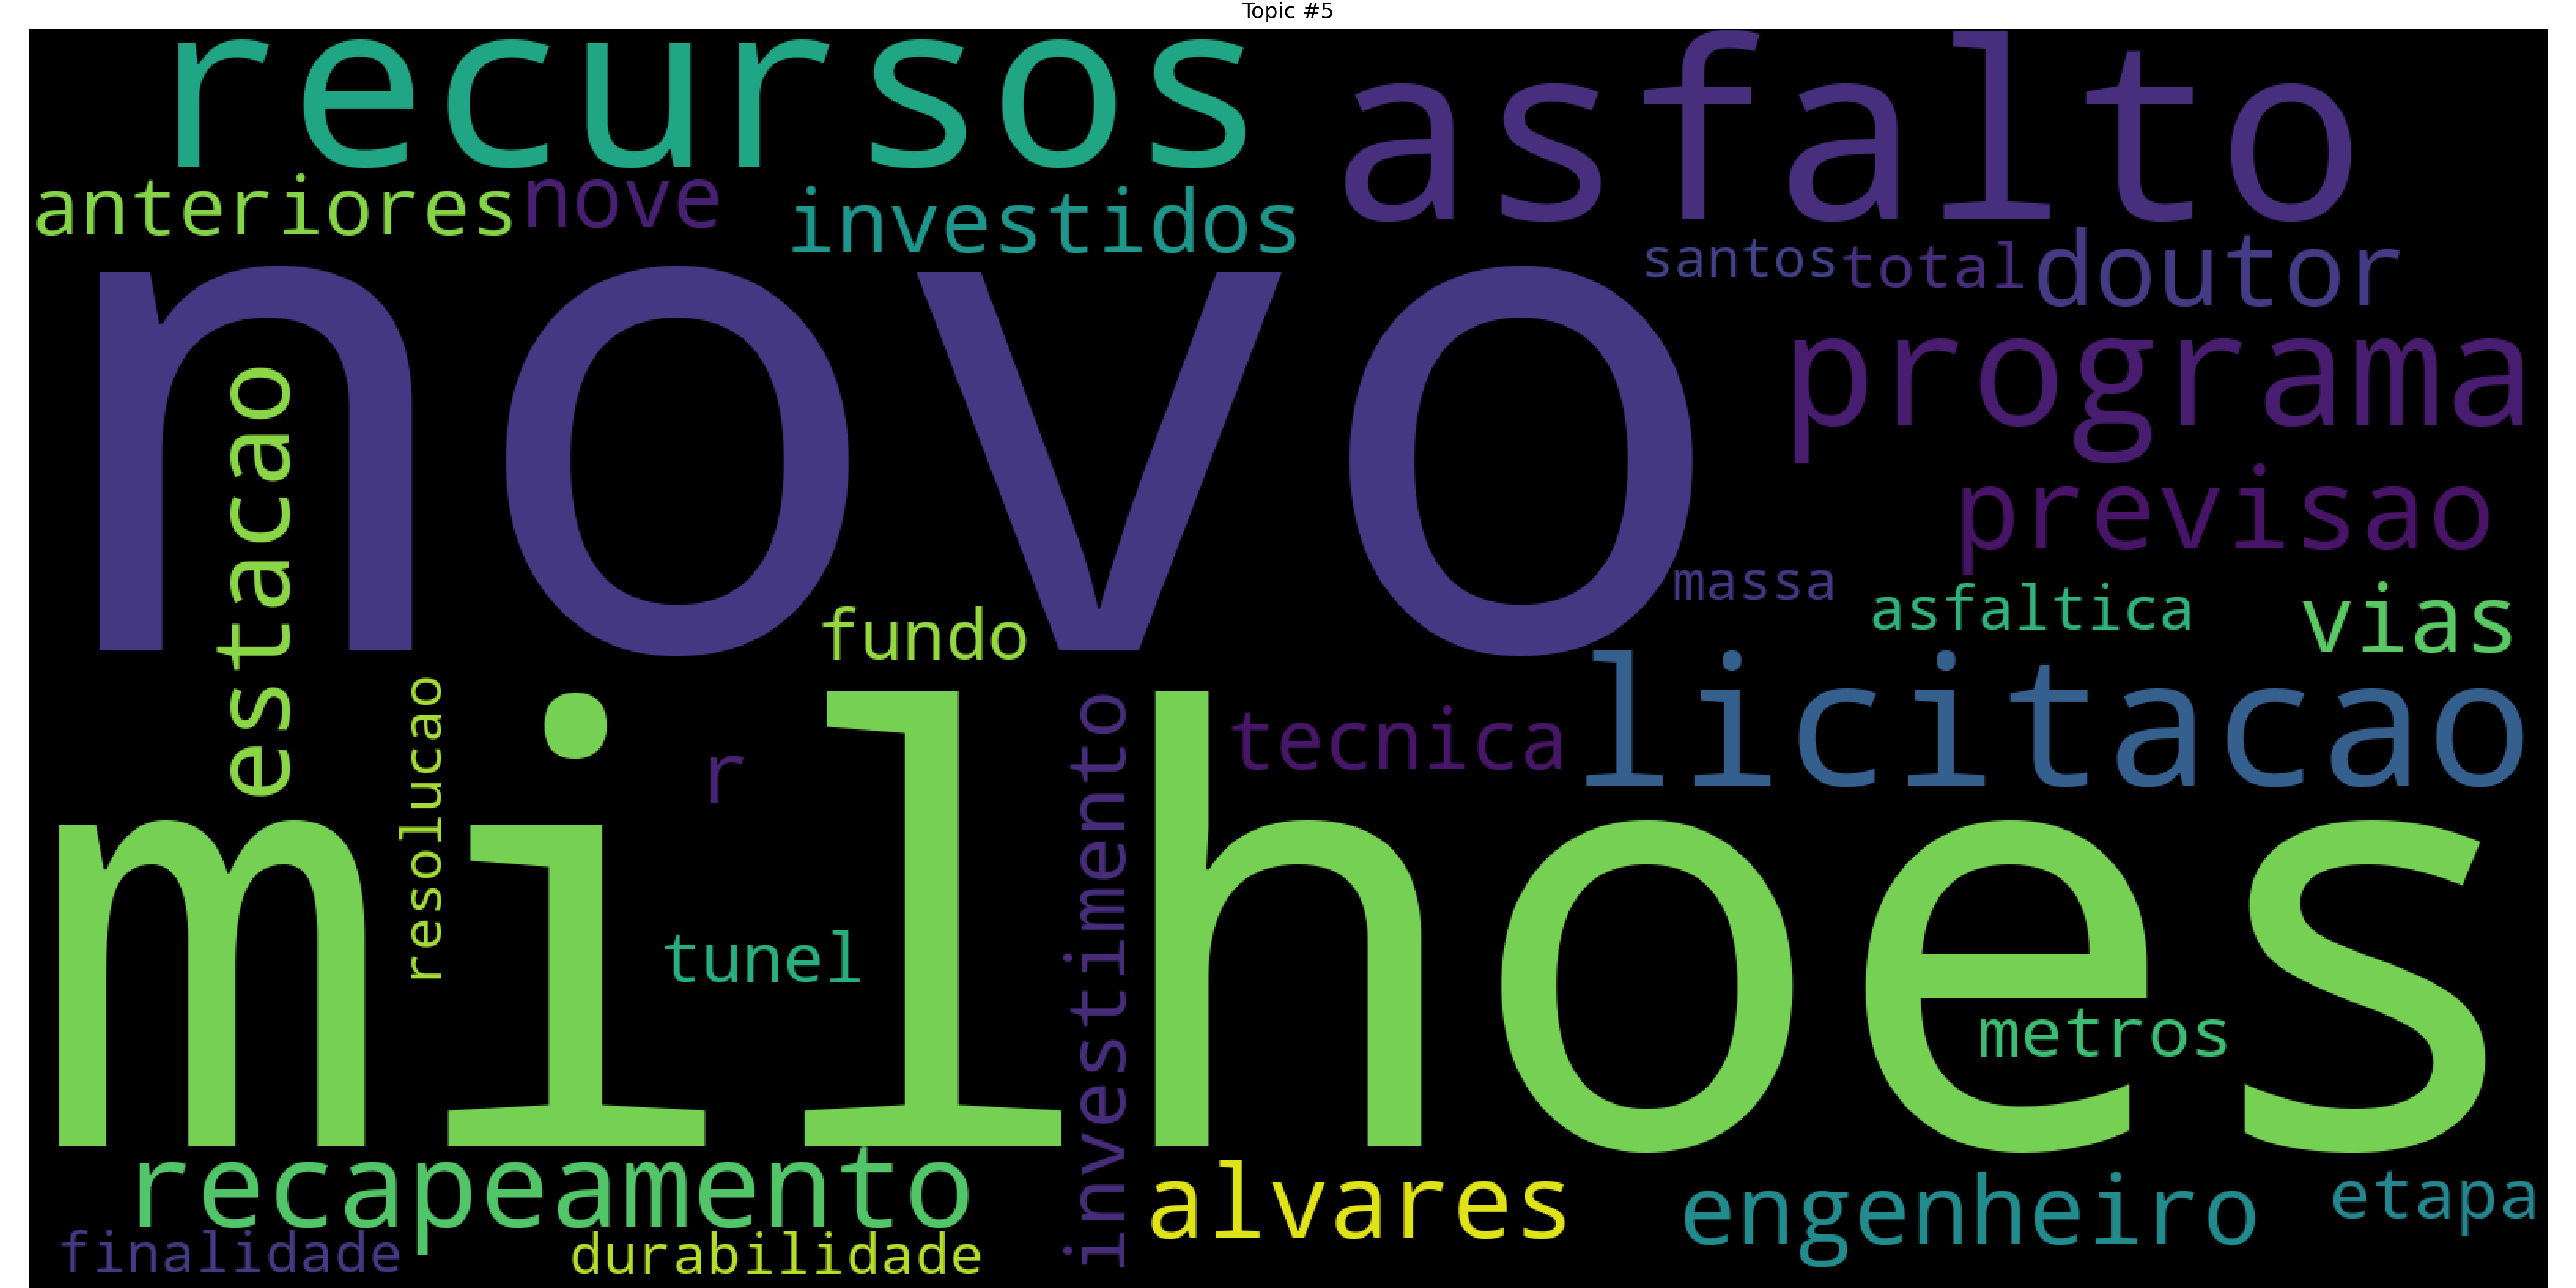 Topic #5
recursos
asfalto
anteriores
nove
investidos
santos
total
doutor
novo
programa
estacao
previsao
massa
asfaltica
vias
fundo
licitacao
resolucao
r
tecnica
investimento
milhoes
tunel
metros
recapeamento
alvares
engenheiro
etapa
finalidade
durabilidade